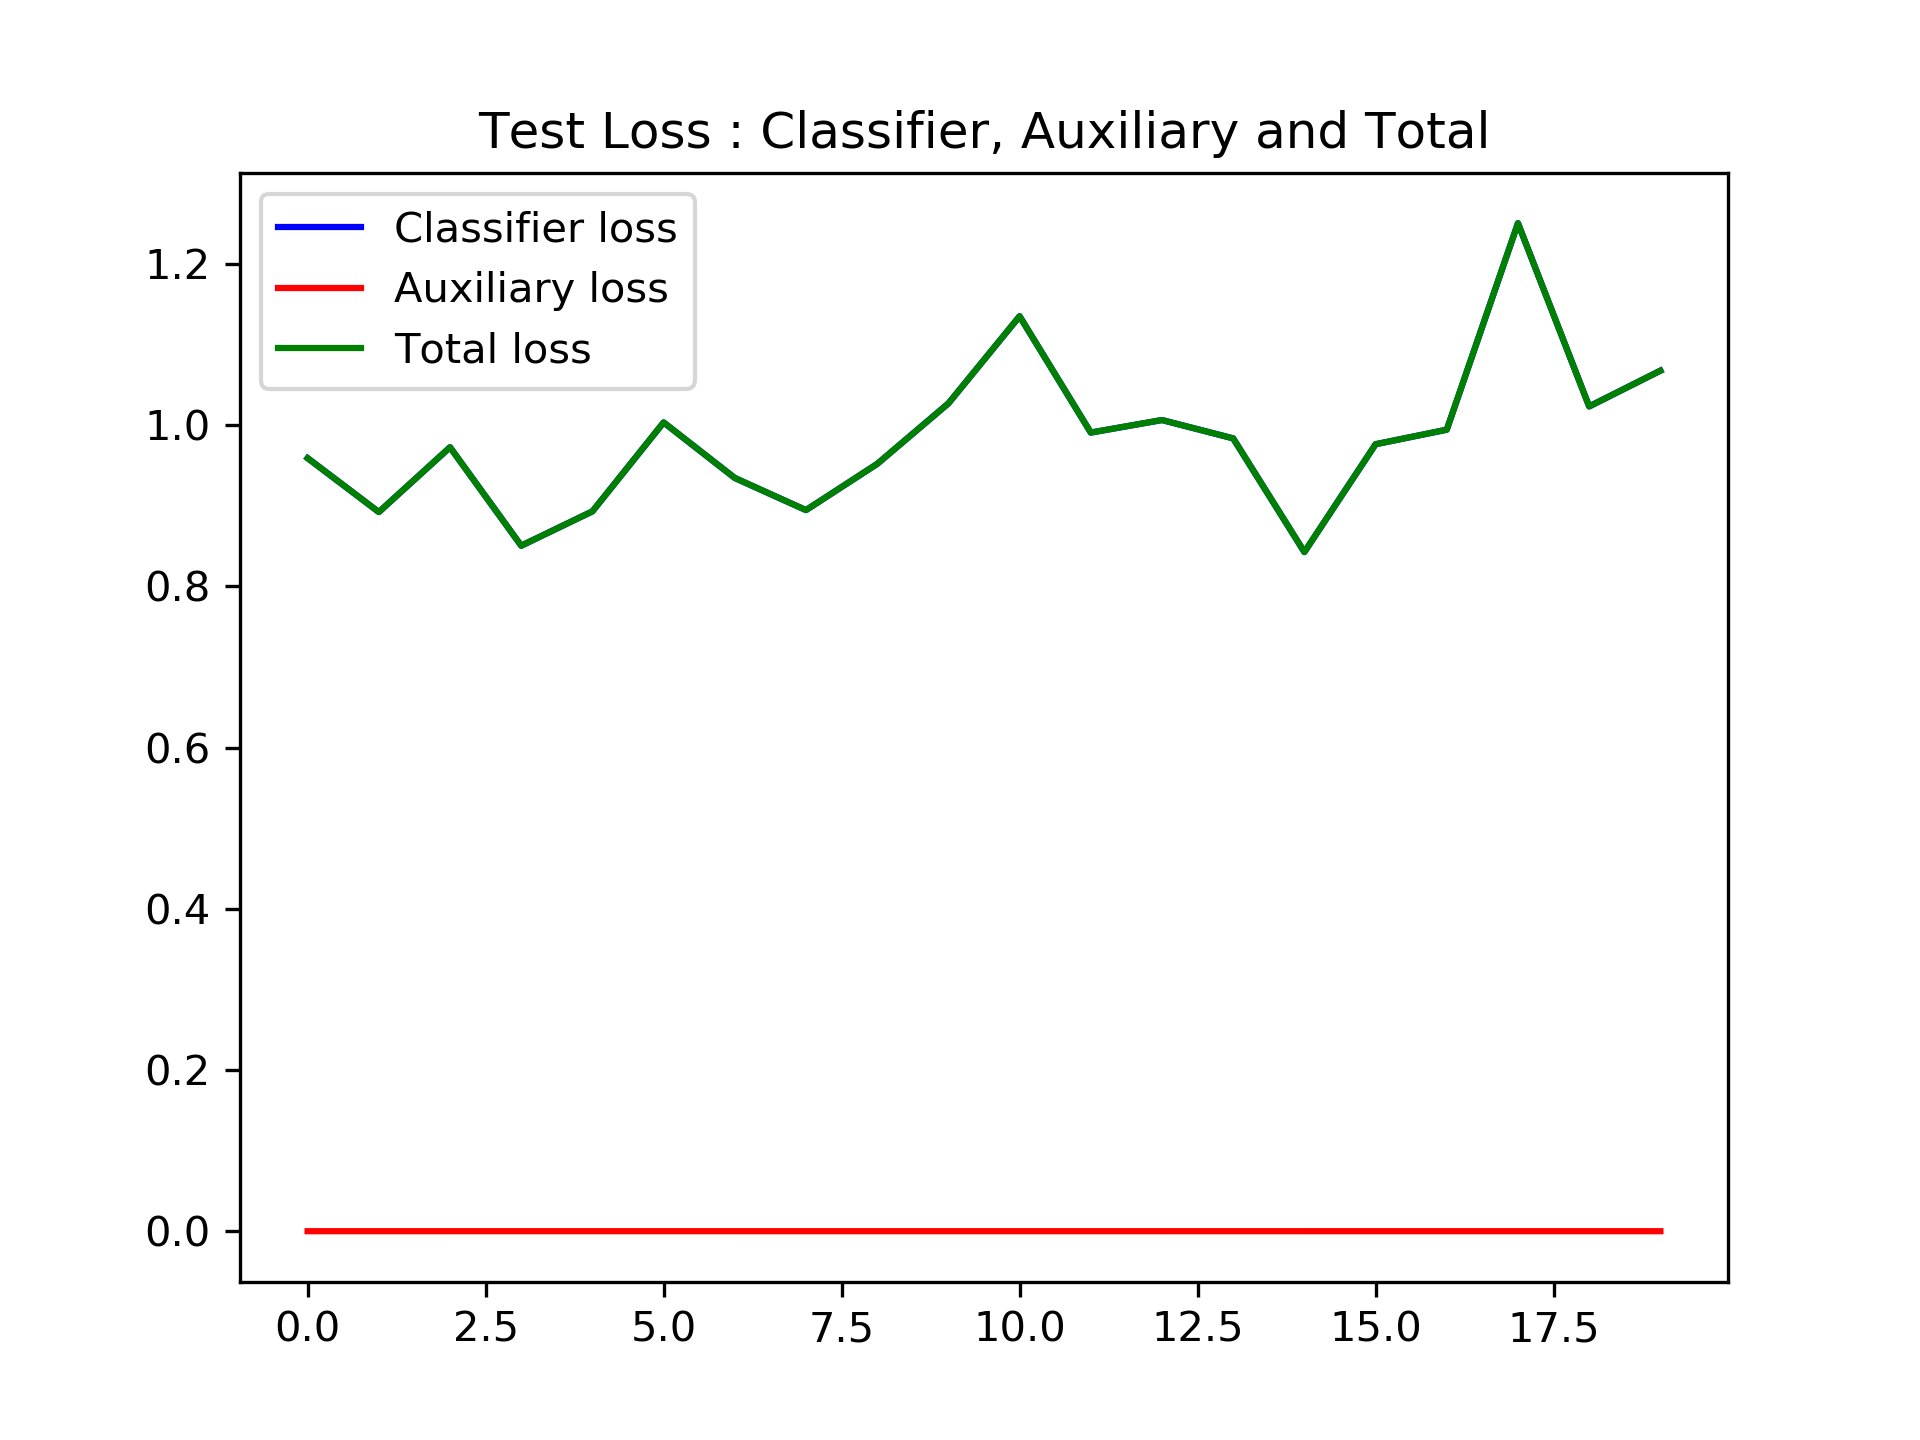 Test Loss : Classifier, Auxiliary and Total
Classifier loss
Auxiliary loss
Total loss
1.2
1.0
0.8
0.6
0.4
0.2
0.0
0.0 2.5 5.0 7.5 10.0 12.5 15.0 17.5